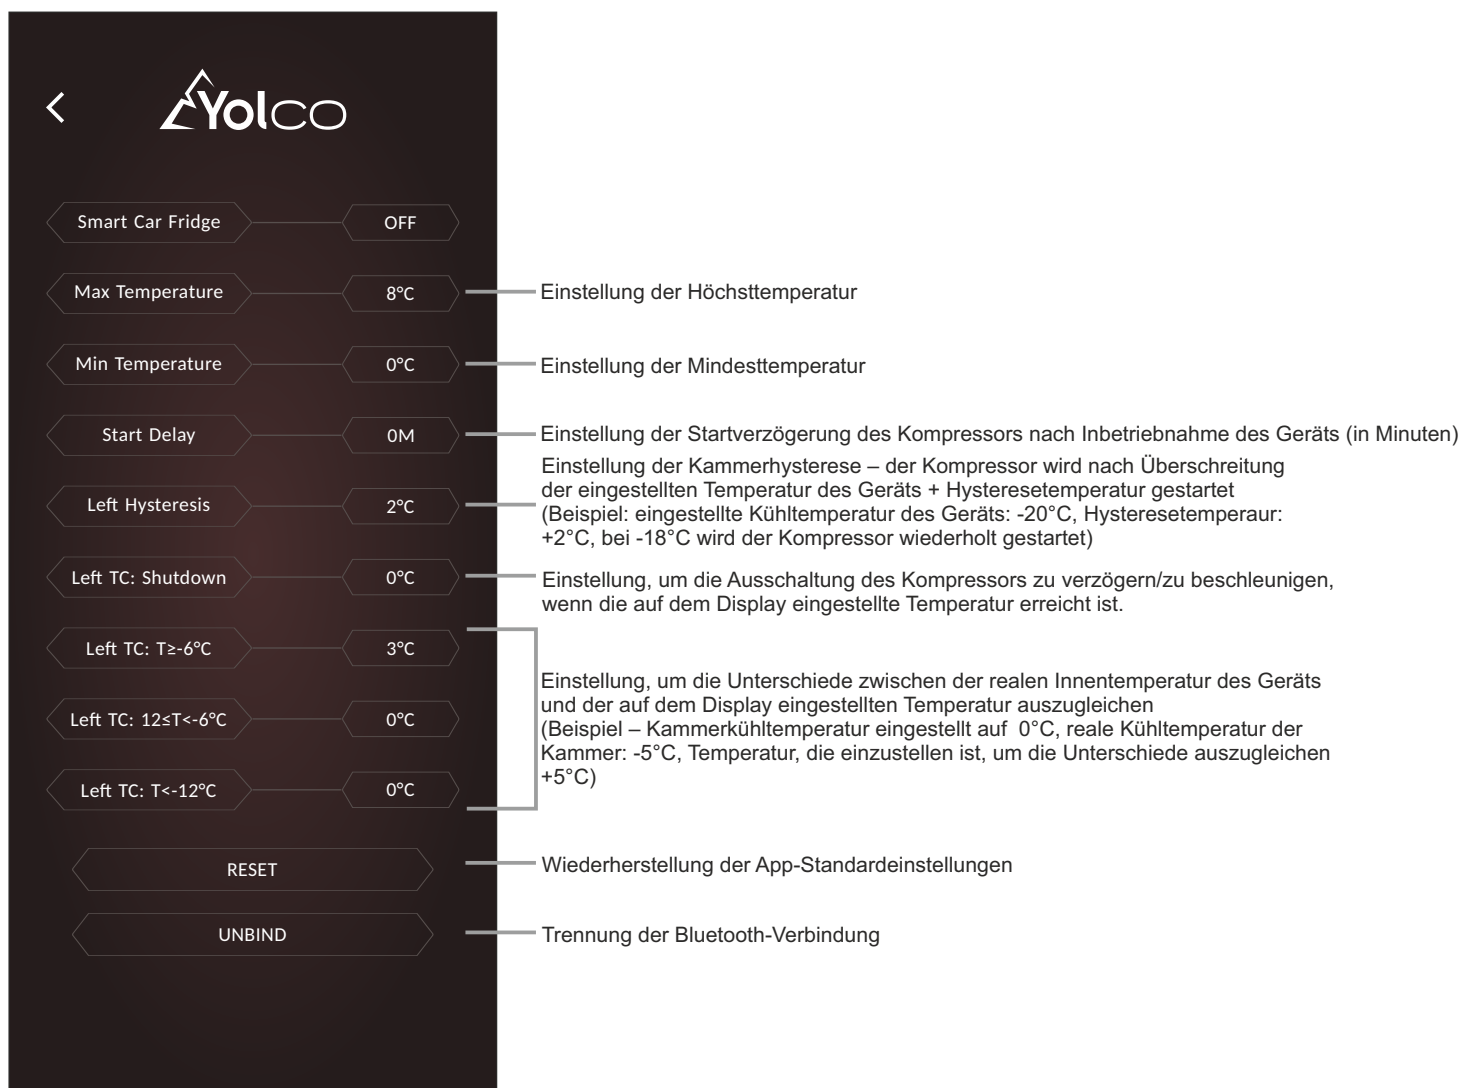 Yolco
Smart Car Fridge OFF
Max Temperature 8°C Einstellung der Höchsttemperatur
Min Temperature 0°C Einstellung der Mindesttemperatur
Start Delay 0M Einstellung der Startverzögerung des Kompressors nach Inbetriebnahme des Geräts (in Minuten)
Left Hysteresis 2°C
Einstellung der Kammerhysterese – der Kompressor wird nach Überschreitung
der eingestellten Temperatur des Geräts + Hysteresetemperatur gestartet
(Beispiel: eingestellte Kühltemperatur des Geräts: -20°C, Hysteresetemperaur:
+2°C, bei -18°C wird der Kompressor wiederholt gestartet)
Left TC: Shutdown 0°C
Einstellung, um die Ausschaltung des Kompressors zu verzögern/zu beschleunigen,
wenn die auf dem Display eingestellte Temperatur erreicht ist.
Left TC: T≥-6°C 3°C
Left TC: 12≤T<-6°C 0°C
Left TC: T<-12°C 0°C
Einstellung, um die Unterschiede zwischen der realen Innentemperatur des Geräts
und der auf dem Display eingestellten Temperatur auszugleichen
(Beispiel – Kammerkühltemperatur eingestellt auf 0°C, reale Kühltemperatur der
Kammer: -5°C, Temperatur, die einzustellen ist, um die Unterschiede auszugleichen
+5°C)
RESET Wiederherstellung der App-Standardeinstellungen
UNBIND Trennung der Bluetooth-Verbindung